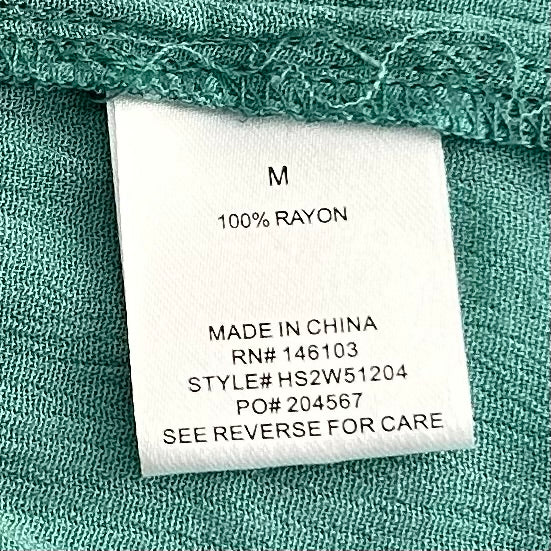 M
100% RAYON
MADE IN CHINA
RN# 146103
STYLE# HS2W51204
PO# 204567
SEE REVERSE FOR CARE